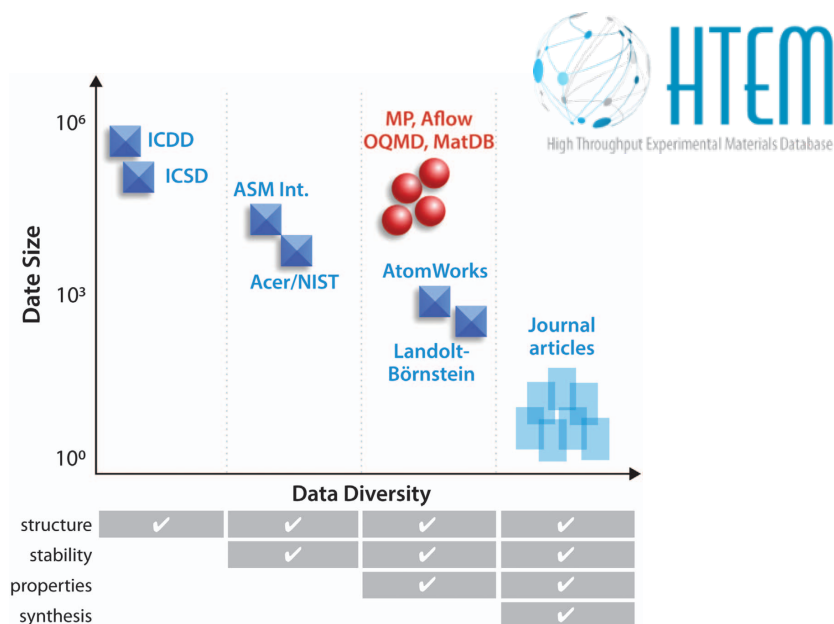 HTEM
High Throughput Experimental Materials Database
10⁶
ICDD
ICSD
ASM Int.
Acer/NIST
MP, Aflow
OQMD, MatDB
Date Size
10³
AtomWorks
Landolt-
Börnstein
Journal
articles
10⁰
Data Diversity
structure ✔ ✔ ✔ ✔
stability ✔ ✔ ✔
properties ✔ ✔
synthesis ✔